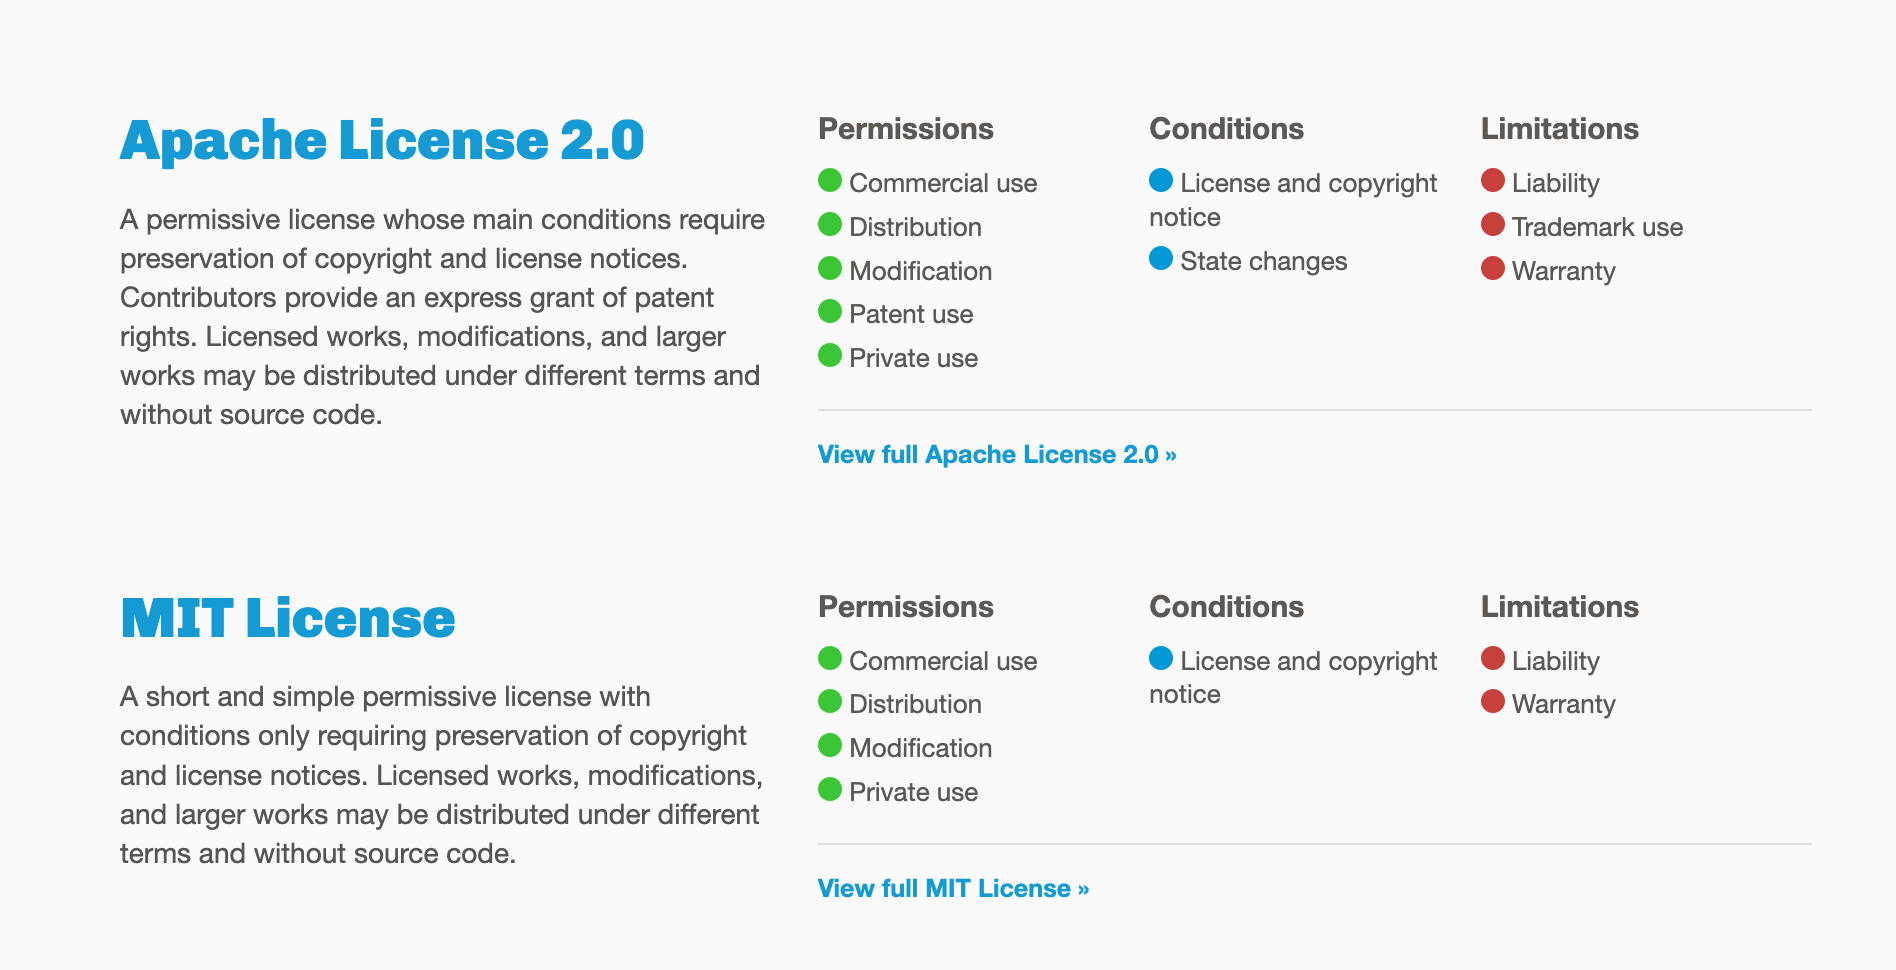 Apache License 2.0
A permissive license whose main conditions require
preservation of copyright and license notices.
Contributors provide an express grant of patent
rights. Licensed works, modifications, and larger
works may be distributed under different terms and
without source code.
Permissions
Commercial use
Distribution
Modification
Patent use
Private use
Conditions
License and copyright
notice
State changes
Limitations
Liability
Trademark use
Warranty
View full Apache License 2.0 »
MIT License
A short and simple permissive license with
conditions only requiring preservation of copyright
and license notices. Licensed works, modifications,
and larger works may be distributed under different
terms and without source code.
Permissions
Commercial use
Distribution
Modification
Private use
Conditions
License and copyright
notice
Limitations
Liability
Warranty
View full MIT License »